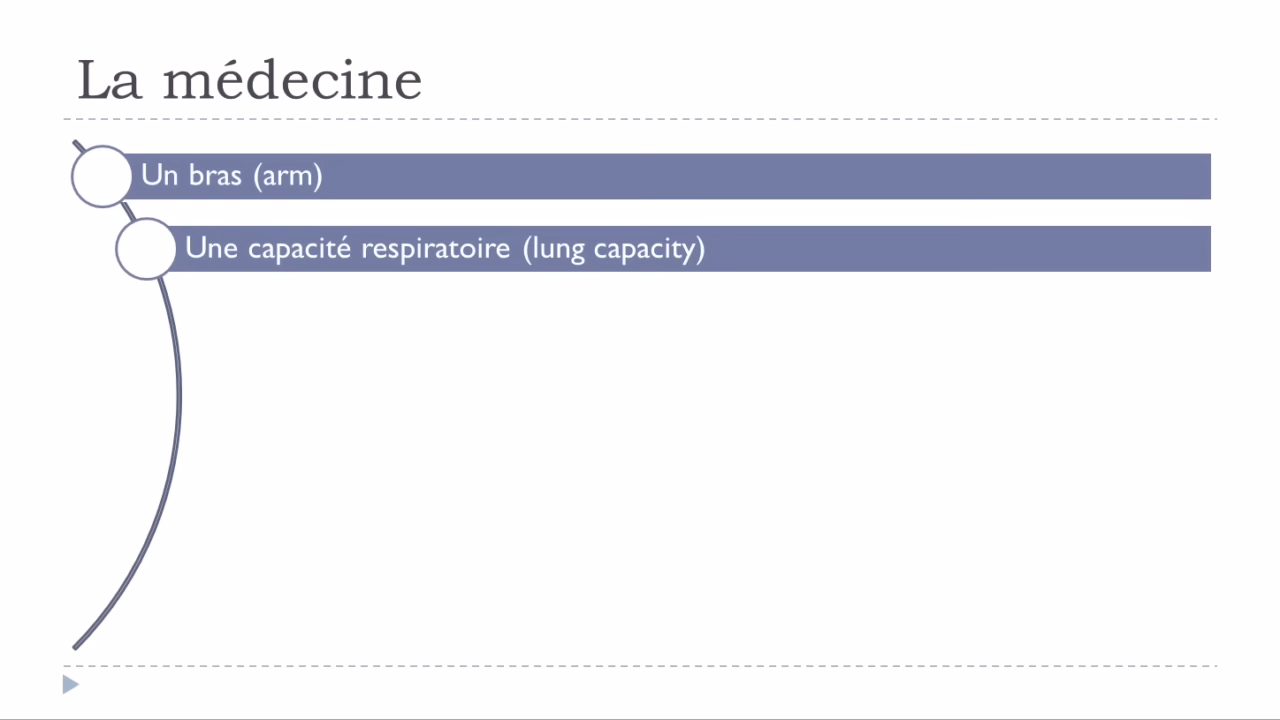 La médecine
Un bras (arm)
Une capacité respiratoire (lung capacity)